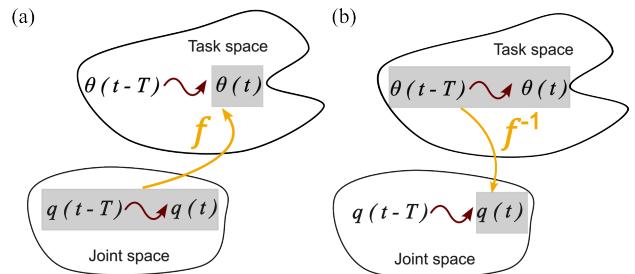 (a)
Task space
θ(t-T) θ(t)
f
q(t-T) q(t)
Joint space
(b)
Task space
θ(t-T) θ(t)
f⁻¹
q(t-T) q(t)
Joint space